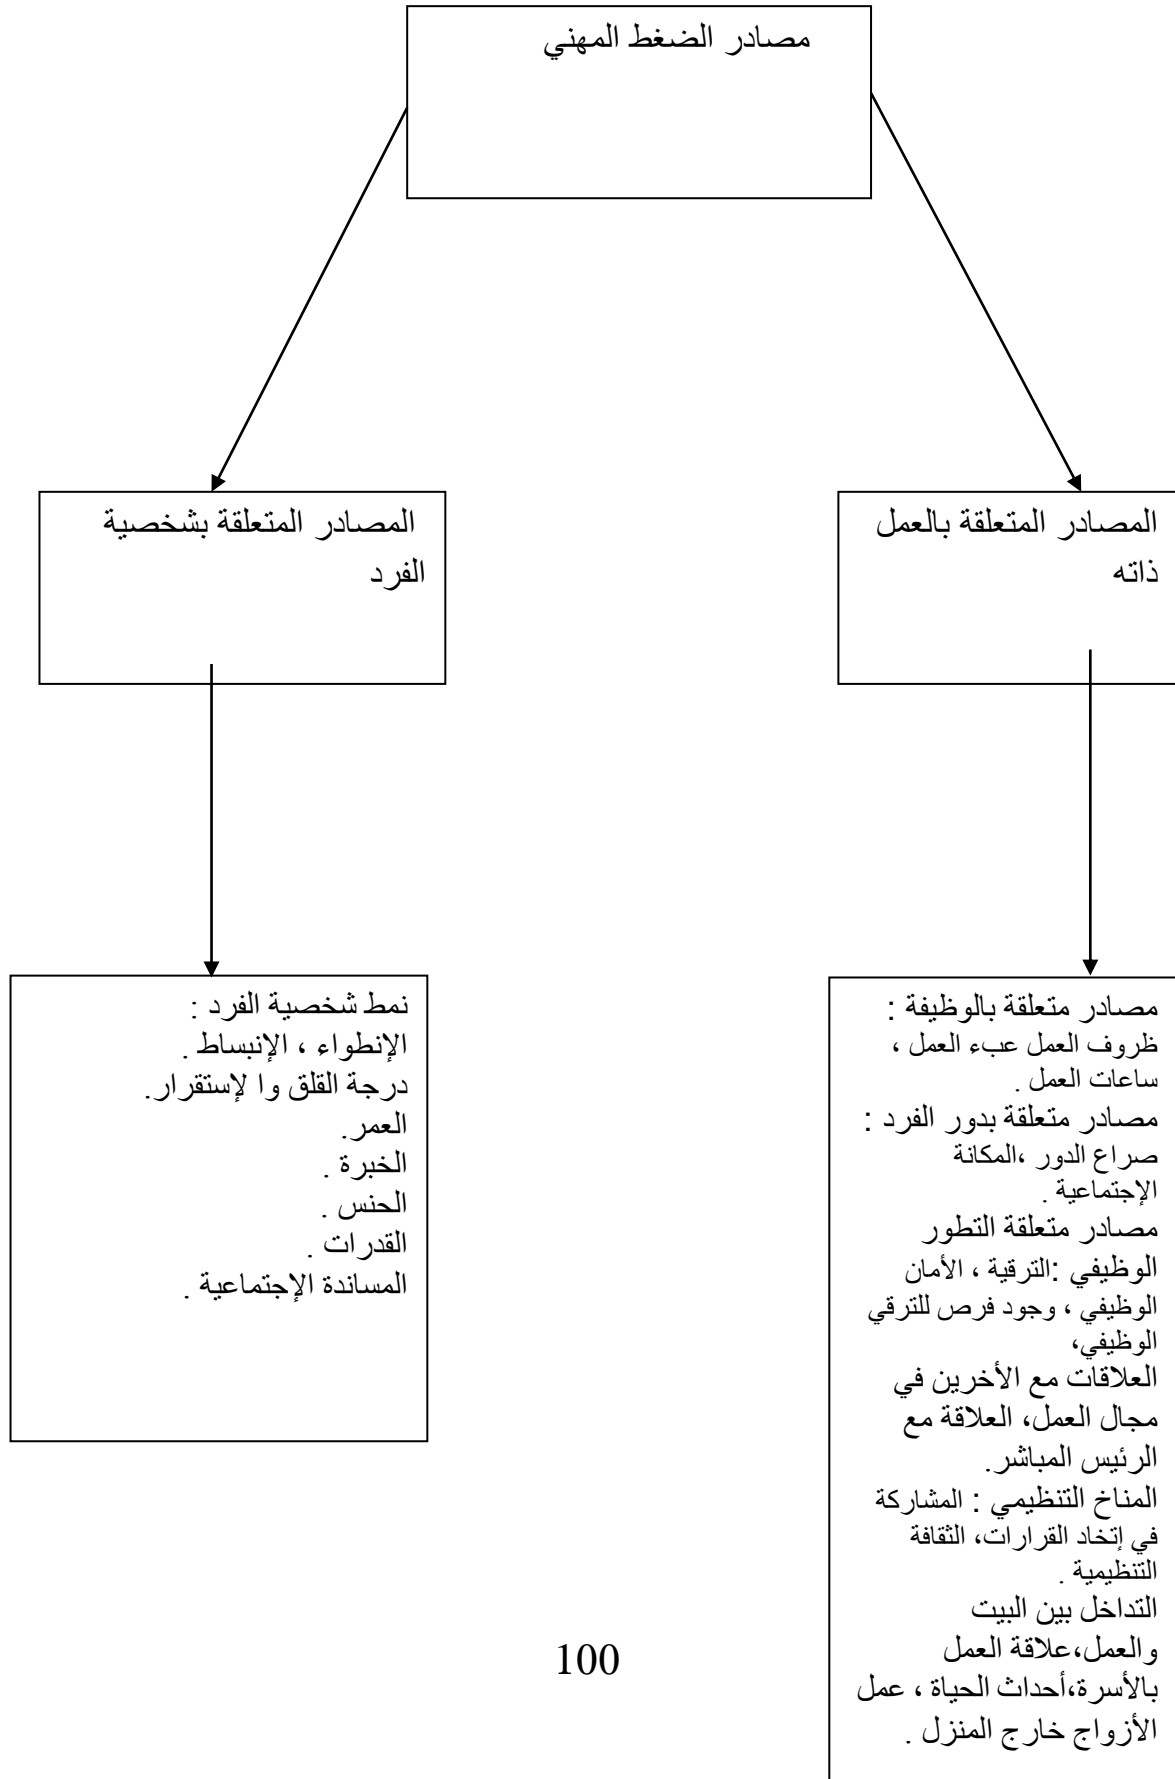 مصادر الضغط المهني
المصادر المتعلقة بالعمل
ذاته
المصادر المتعلقة بشخصية
الفرد
مصادر متعلقة بالوظيفة :
ظروف العمل عبء العمل ،
ساعات العمل .
مصادر متعلقة بدور الفرد :
صراع الدور ،المكانة
الإجتماعية .
مصادر متعلقة التطور
الوظيفي :الترقية ، الأمان
الوظيفي ، وجود فرص للترقي
الوظيفي،
العلاقات مع الأخرين في
مجال العمل، العلاقة مع
الرئيس المباشر.
المناخ التنظيمي : المشاركة
في إتخاد القرارات، الثقافة
التنظيمية .
التداخل بين البيت
والعمل،علاقة العمل
بالأسرة،أحداث الحياة ، عمل
الأزواج خارج المنزل .
نمط شخصية الفرد :
الإنطواء ، الإنبساط .
درجة القلق وا لإستقرار.
العمر.
الخبرة .
الحنس .
القدرات .
المساندة الإجتماعية .
100